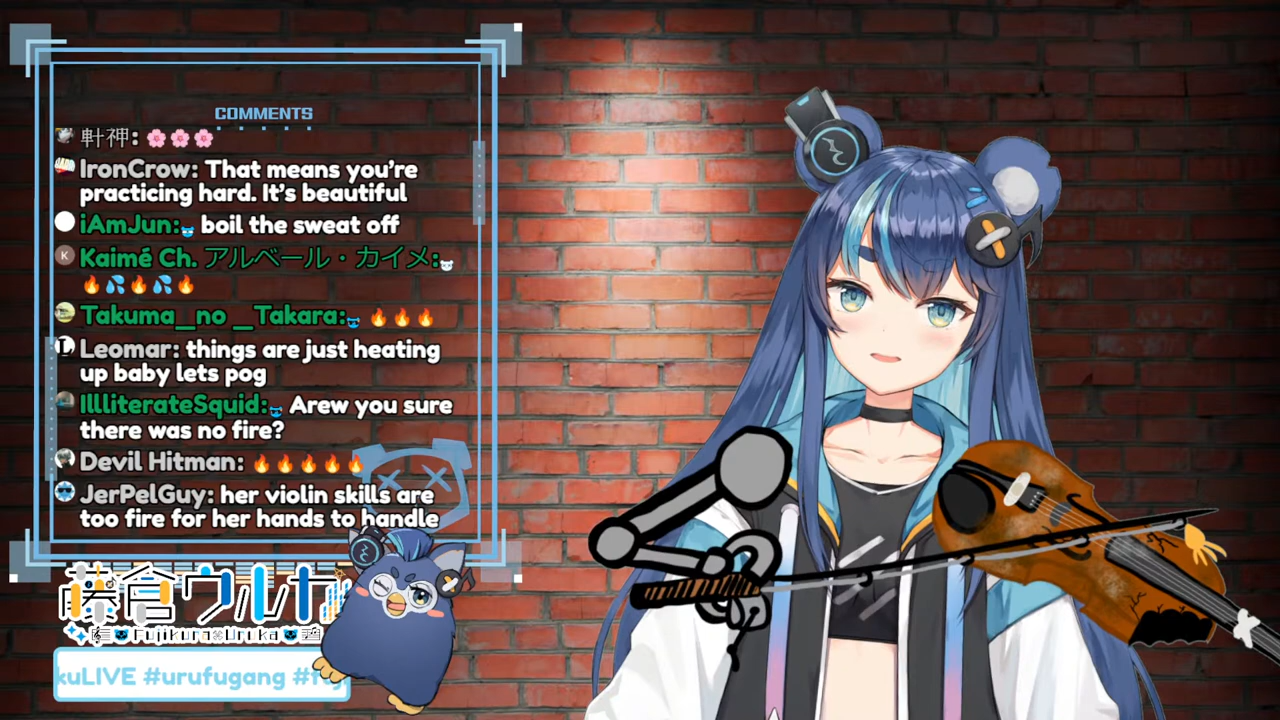 COMMENTS
軒神: 🌸🌸🌸
IronCrow: That means you're
practicing hard. It's beautiful
iAmJun: boil the sweat off
Kaimé Ch. アルベール・カイメ:
🔥💦🔥💦🔥
Takuma_no_Takara: 🔥🔥🔥
Leomar: things are just heating
up baby lets pog
IllliterateSquid: Arew you sure
there was no fire?
Devil Hitman: 🔥🔥🔥🔥🔥
JerPelGuy: her violin skills are
too fire for her hands to handle
藤倉ウルカ
Fujikura Uruka
kuLIVE #urufugang